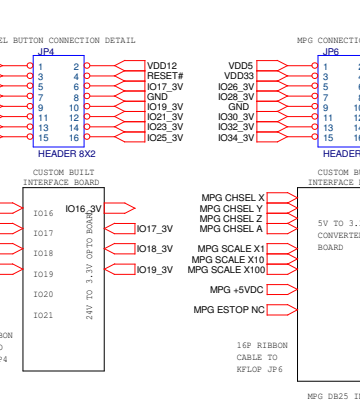 EL BUTTON CONNECTION DETAIL
JP4
1 2 VDD12
3 4 RESET#
5 6 IO17_3V
7 8 GND
9 10 IO19_3V
11 12 IO21_3V
13 14 IO23_3V
15 16 IO25_3V
HEADER 8X2
CUSTOM BUILT
INTERFACE BOARD
IO16 IO16_3V
IO17 IO17_3V
IO18 IO18_3V
IO19 IO19_3V
IO20
IO21
24V TO 3.3V OPTO BOARD
BON
O
P4
MPG CONNECTIO
JP6
VDD5 1
VDD33 3
IO26_3V 5
IO28_3V 7
GND 9
IO30_3V 11
IO32_3V 13
IO34_3V 15
HEADER
CUSTOM BU
INTERFACE
MPG CHSEL X
MPG CHSEL Y
MPG CHSEL Z
MPG CHSEL A
MPG SCALE X1
MPG SCALE X10
MPG SCALE X100
MPG +5VDC
MPG ESTOP NC
5V TO 3.3
CONVERTE
BOARD
16P RIBBON
CABLE TO
KFLOP JP6
MPG DB25 I